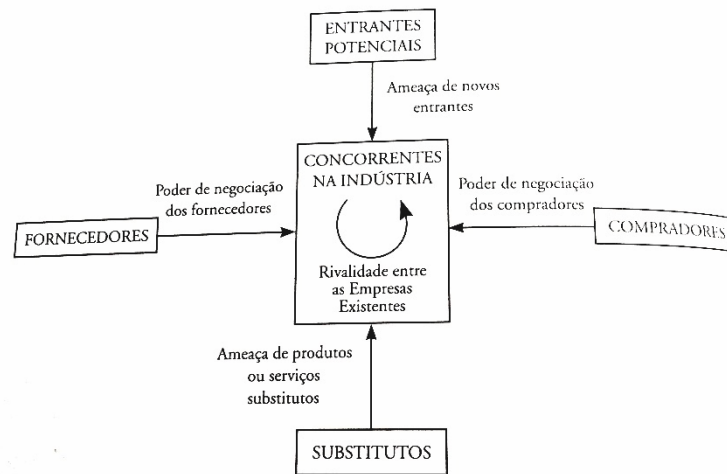 ENTRANTES
POTENCIAIS
Ameaça de novos
entrantes
CONCORRENTES
NA INDÚSTRIA
Poder de negociação
dos fornecedores
Poder de negociação
dos compradores
FORNECEDORES
COMPRADORES
Rivalidade entre
as Empresas
Existentes
Ameaça de produtos
ou serviços
substitutos
SUBSTITUTOS